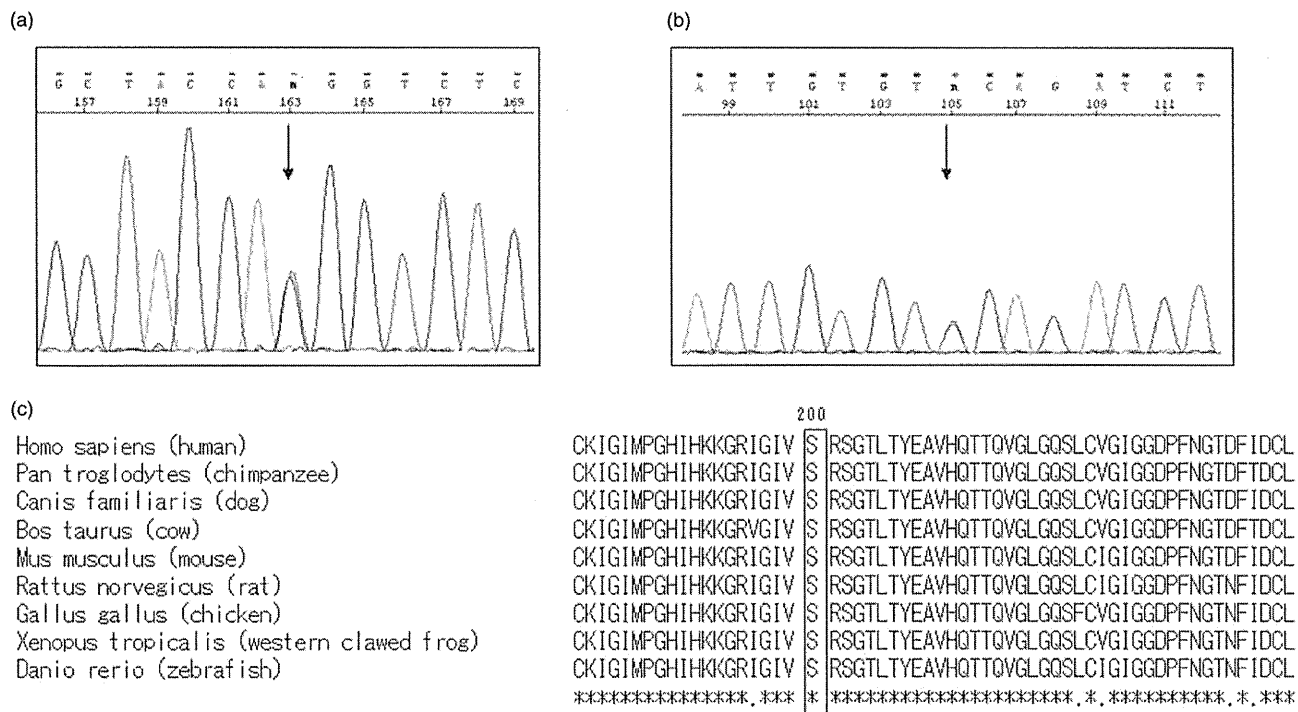 (a)
(b)
G C T A C C A N G G T C T C
157 159 161 163 165 167 169
A T T G T G T n C A G A T C T
99 101 103 105 107 109 111
(c)
200
Homo sapiens (human) CKIGIMPGHIHKKGRIGIV S RSGTLTYEAVHQTTQVGLGQSLCVGIGGDPFNGTDFIDCL
Pan troglodytes (chimpanzee) CKIGIMPGHIHKKGRIGIV S RSGTLTYEAVHQTTQVGLGQSLCVGIGGDPFNGTDFTDCL
Canis familiaris (dog) CKIGIMPGHIHKKGRIGIV S RSGTLTYEAVHQTTQVGLGQSLCVGIGGDPFNGTDFIDCL
Bos taurus (cow) CKIGIMPGHIHKKGRVGIV S RSGTLTYEAVHQTTQVGLGQSLCVGIGGDPFNGTDFTDCL
Mus musculus (mouse) CKIGIMPGHIHKKGRIGIV S RSGTLTYEAVHQTTQVGLGQSLCIGIGGDPFNGTNFIDCL
Rattus norvegicus (rat) CKIGIMPGHIHKKGRIGIV S RSGTLTYEAVHQTTQVGLGQSLCIGIGGDPFNGTNFIDCL
Gallus gallus (chicken) CKIGIMPGHIHKKGRIGIV S RSGTLTYEAVHQTTQVGLGQSFCVGIGGDPFNGTNFIDCL
Xenopus tropicalis (western clawed frog) CKIGIMPGHIHKKGRIGIV S RSGTLTYEAVHQTTQVGLGQSLCVGIGGDPFNGTNFIDCL
Danio rerio (zebrafish) CKIGIMPGHIHKKGRIGIV S RSGTLTYEAVHQTTQVGLGQSLCIGIGGDPFNGTNFIDCL
***************.*** * **********************.*.**********.*.***